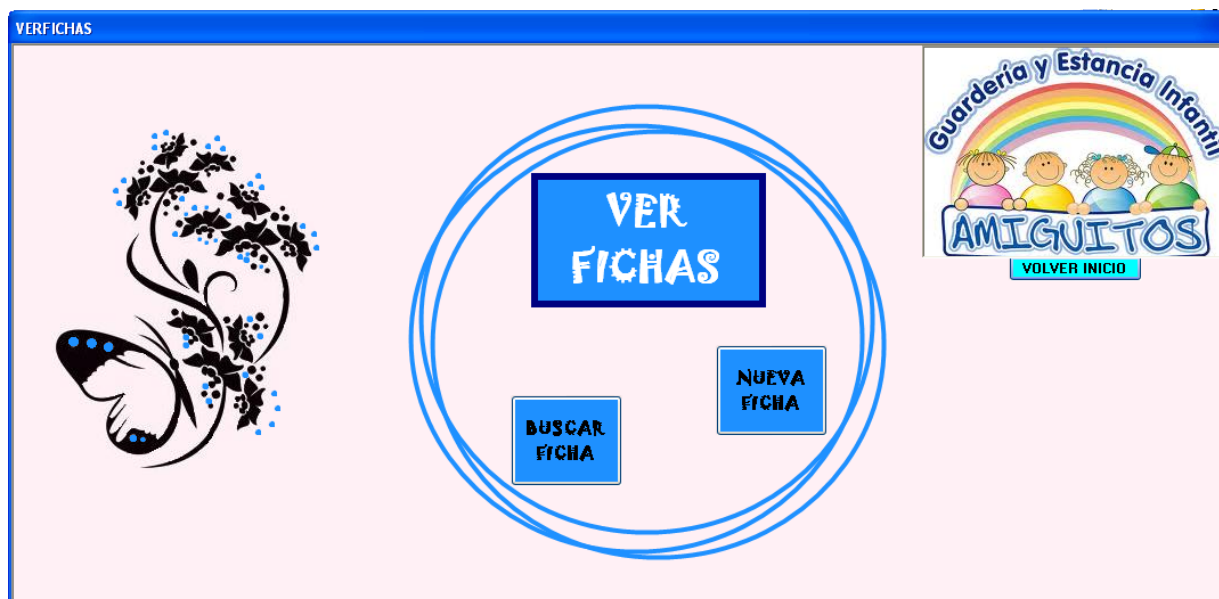 VERFICHAS
Guardería y Estancia Infantil
AMIGUITOS
VOLVER INICIO
VER
FICHAS
NUEVA
FICHA
BUSCAR
FICHA